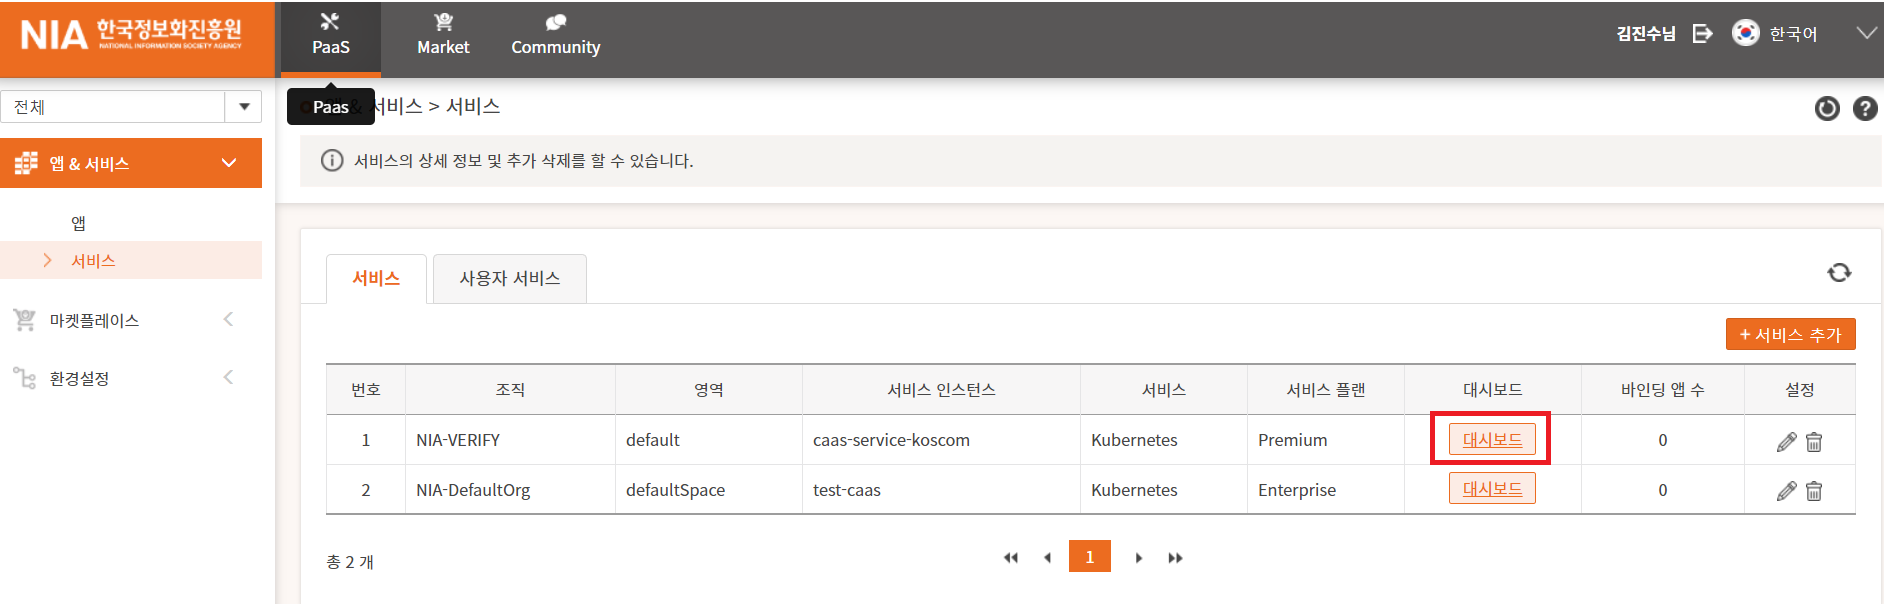 NIA 한국정보화진흥원
NATIONAL INFORMATION SOCIETY AGENCY
PaaS
Market
Community
김진수님
한국어
전체
Paas
& 서비스 > 서비스
서비스의 상세 정보 및 추가 삭제를 할 수 있습니다.
앱 & 서비스
앱
서비스
마켓플레이스
환경설정
서비스
사용자 서비스
+ 서비스 추가
번호 조직 영역 서비스 인스턴스 서비스 서비스 플랜 대시보드 바인딩 앱 수 설정
1 NIA-VERIFY default caas-service-koscom Kubernetes Premium 대시보드 0
2 NIA-DefaultOrg defaultSpace test-caas Kubernetes Enterprise 대시보드 0
총 2 개
1